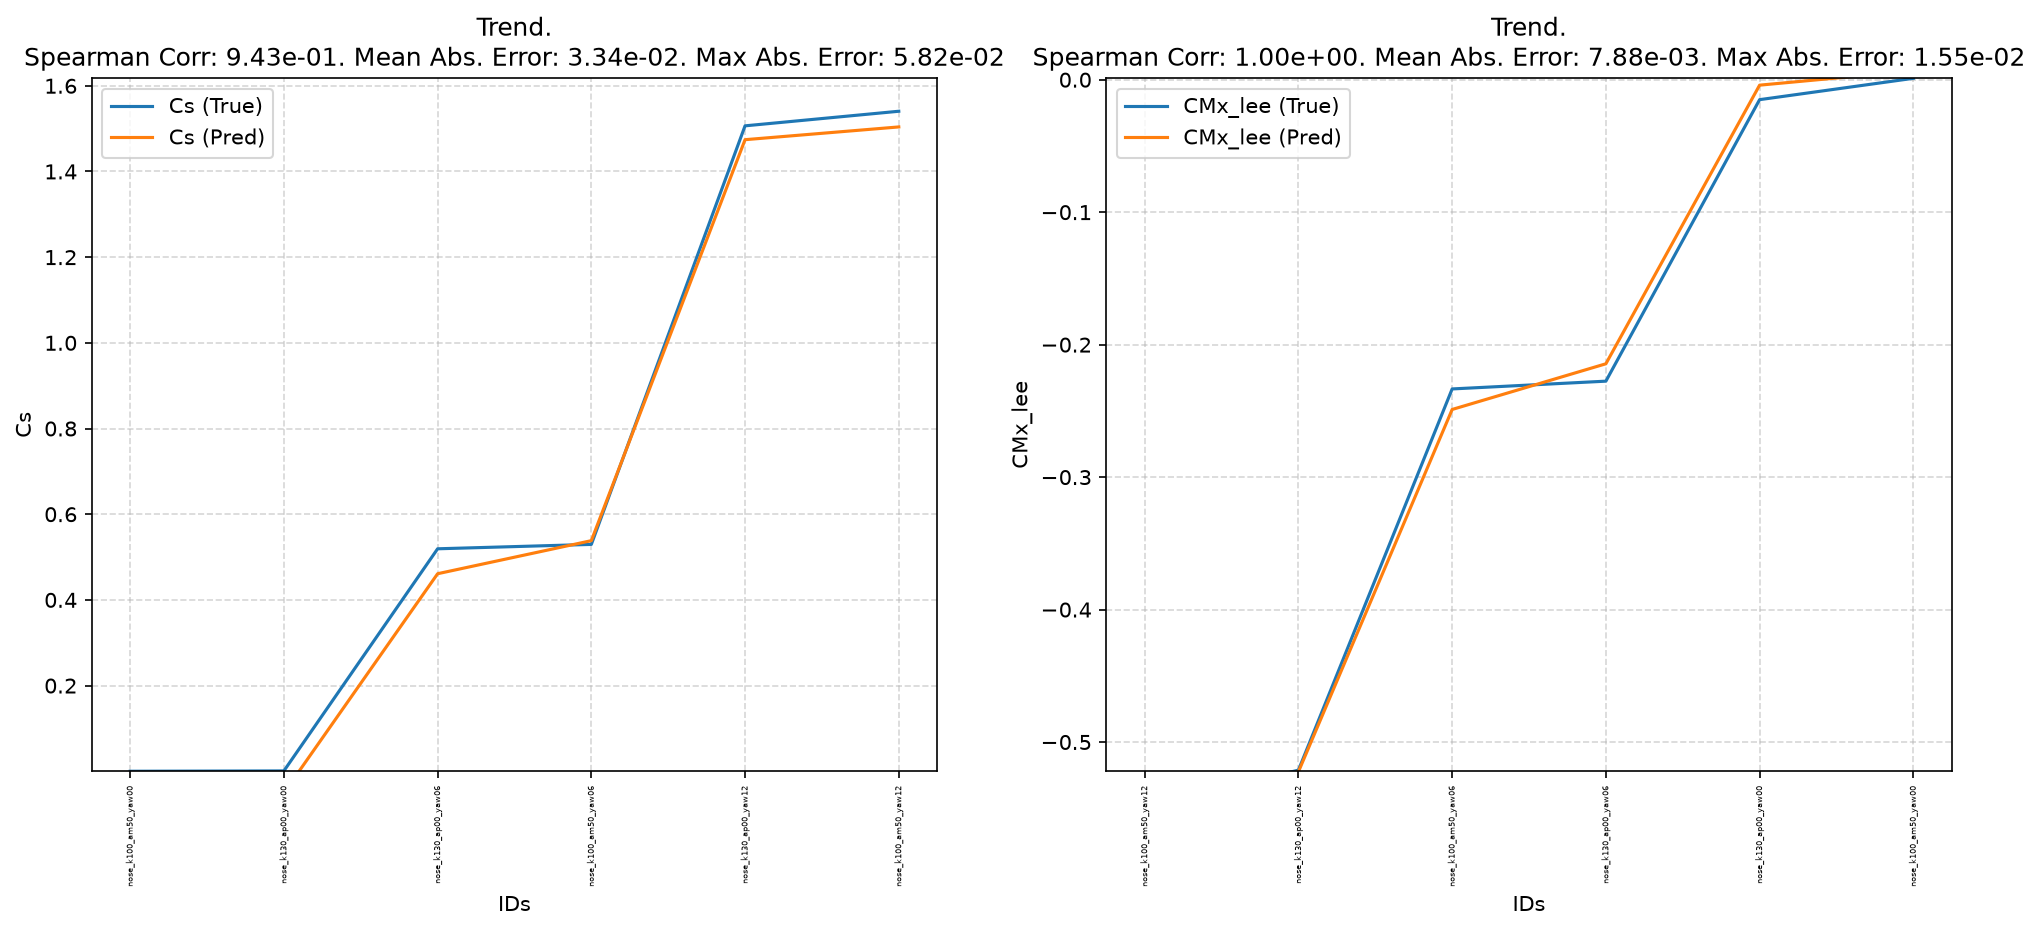 Trend.
Spearman Corr: 9.43e-01. Mean Abs. Error: 3.34e-02. Max Abs. Error: 5.82e-02
Cs (True)
Cs (Pred)
1.6
1.4
1.2
1.0
0.8
0.6
0.4
0.2
Cs
nose_k100_am50_yaw00
nose_k130_ap00_yaw00
nose_k130_ap00_yaw06
nose_k100_am50_yaw06
nose_k130_ap00_yaw12
nose_k100_am50_yaw12
IDs
Trend.
Spearman Corr: 1.00e+00. Mean Abs. Error: 7.88e-03. Max Abs. Error: 1.55e-02
CMx_lee (True)
CMx_lee (Pred)
0.0
−0.1
−0.2
−0.3
−0.4
−0.5
CMx_lee
nose_k100_am50_yaw12
nose_k130_ap00_yaw12
nose_k100_am50_yaw06
nose_k130_ap00_yaw06
nose_k130_ap00_yaw00
nose_k100_am50_yaw00
IDs